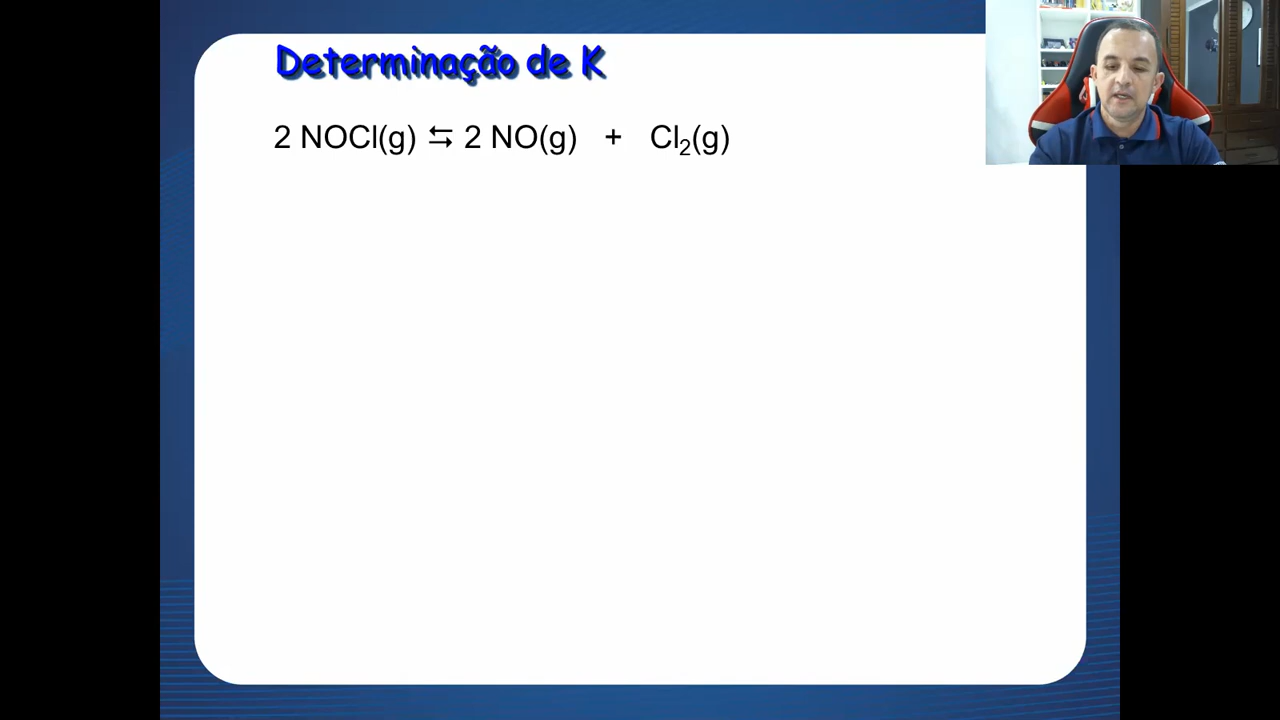 Determinação de K
2 NOCl(g) ⇆ 2 NO(g) + Cl₂(g)